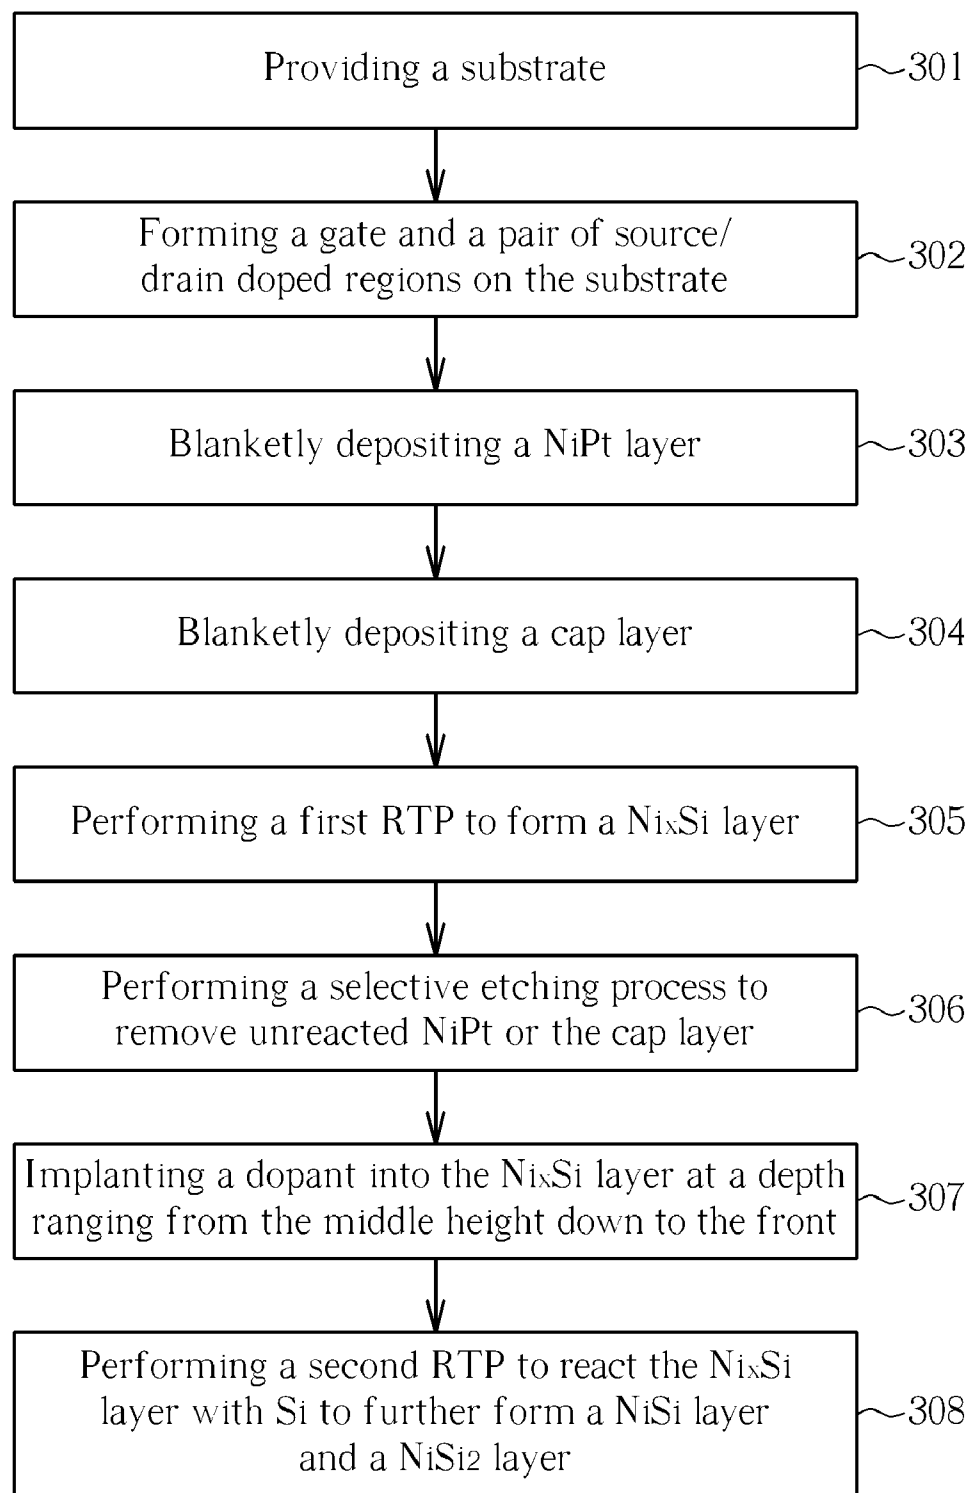 Providing a substrate
301
Forming a gate and a pair of source/
drain doped regions on the substrate
302
Blanketly depositing a NiPt layer
303
Blanketly depositing a cap layer
304
Performing a first RTP to form a NixSi layer
305
Performing a selective etching process to
remove unreacted NiPt or the cap layer
306
Implanting a dopant into the NixSi layer at a depth
ranging from the middle height down to the front
307
Performing a second RTP to react the NixSi
layer with Si to further form a NiSi layer
and a NiSi2 layer
308